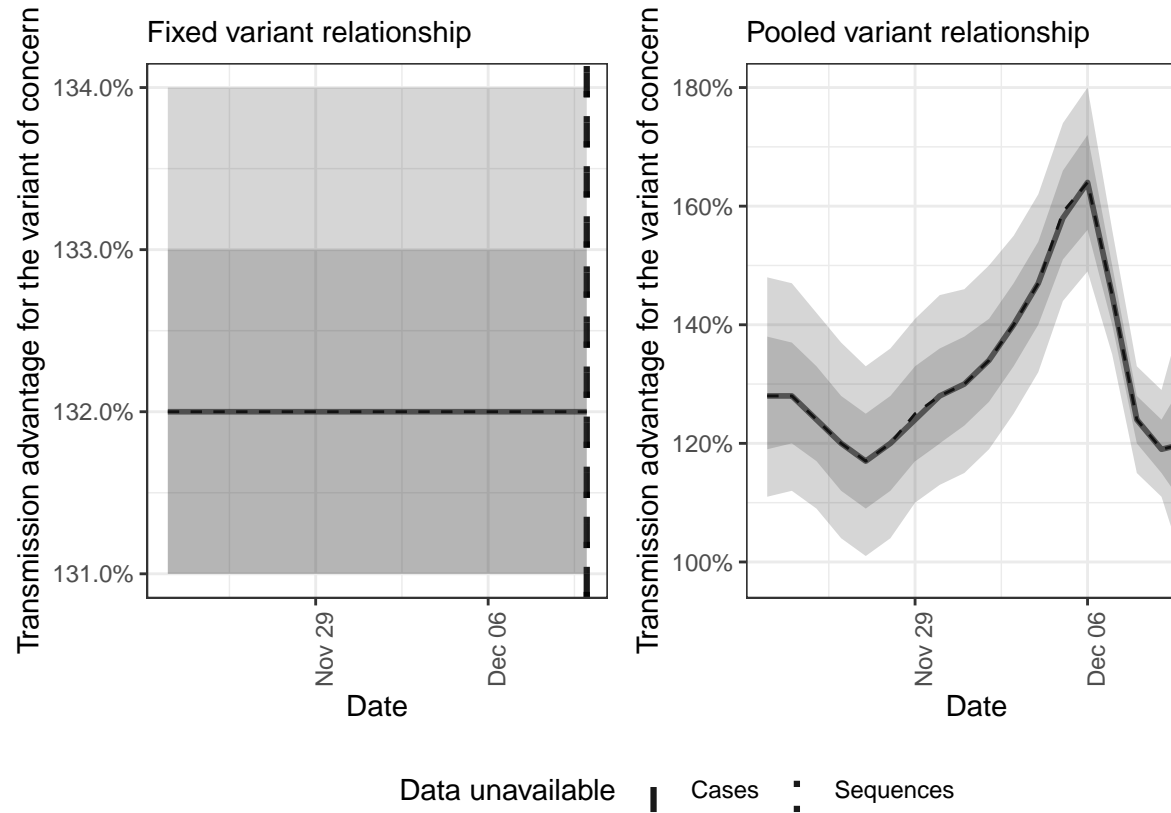 Fixed variant relationship
Transmission advantage for the variant of concern
134.0%
133.0%
132.0%
131.0%
Nov 29
Dec 06
Date
Pooled variant relationship
Transmission advantage for the variant of concern
180%
160%
140%
120%
100%
Nov 29
Dec 06
Date
Data unavailable Cases Sequences